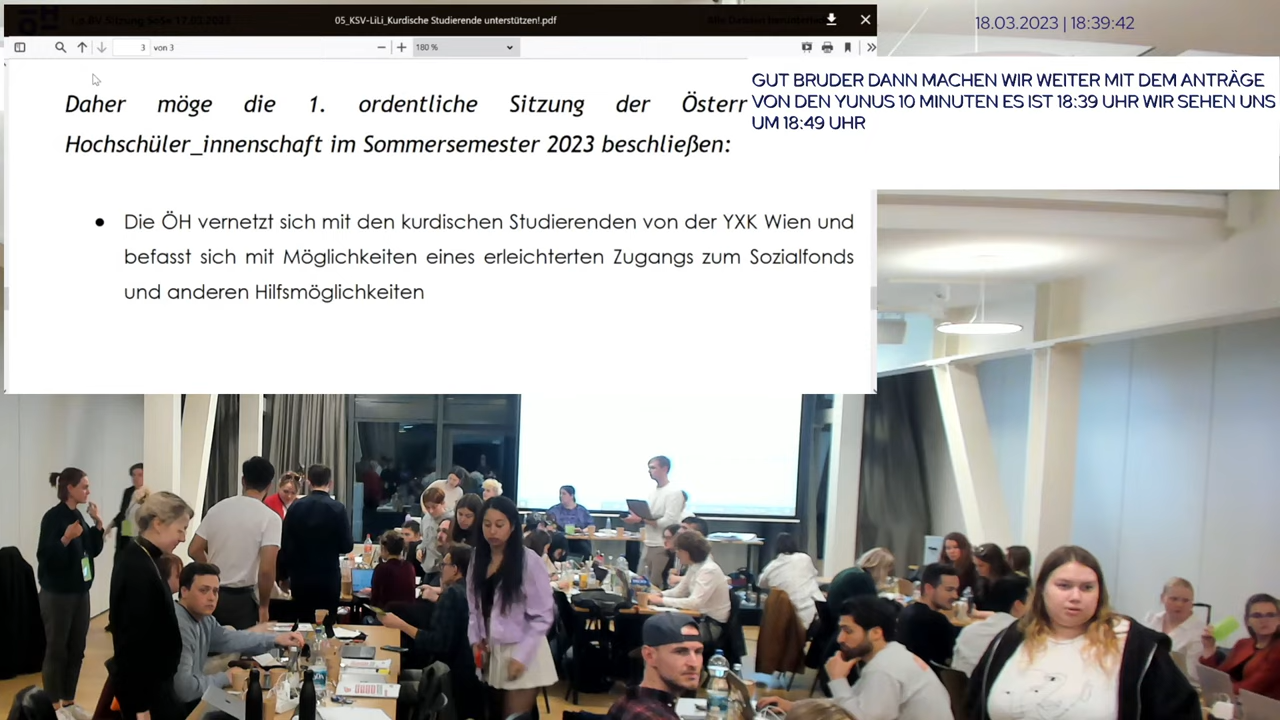 05_KSV-LiLi_Kurdische Studierende unterstützen!.pdf
18.03.2023 | 18:39:42
3 von 3
180 %
GUT BRUDER DANN MACHEN WIR WEITER MIT DEM ANTRÄGE
VON DEN YUNUS 10 MINUTEN ES IST 18:39 UHR WIR SEHEN UNS
UM 18:49 UHR
Daher möge die 1. ordentliche Sitzung der Österr
Hochschüler_innenschaft im Sommersemester 2023 beschließen:
• Die ÖH vernetzt sich mit den kurdischen Studierenden von der YXK Wien und
befasst sich mit Möglichkeiten eines erleichterten Zugangs zum Sozialfonds
und anderen Hilfsmöglichkeiten